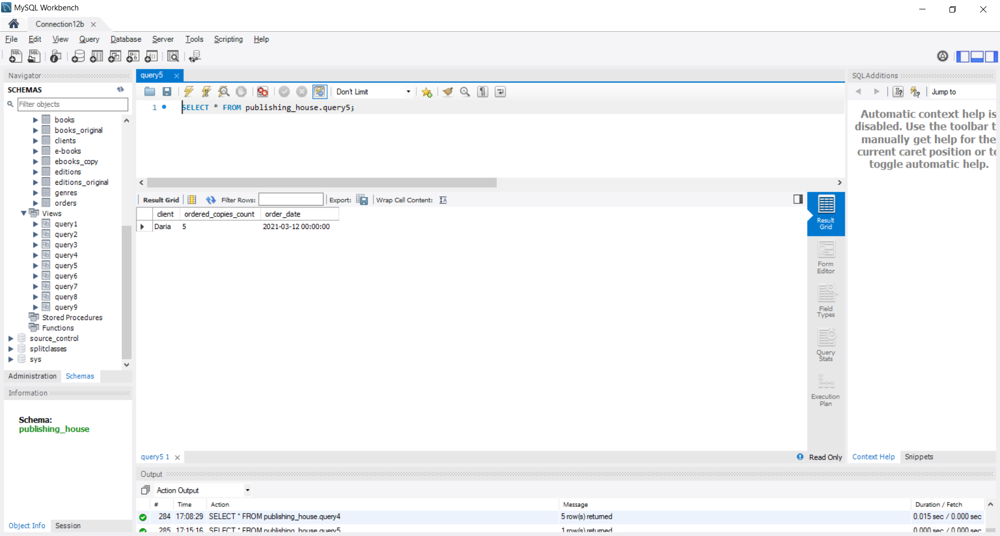 MySQL Workbench
Connection12b
File Edit View Query Database Server Tools Scripting Help
Navigator
SCHEMAS
Filter objects
books
books_original
clients
e-books
ebooks_copy
editions
editions_original
genres
orders
Views
query1
query2
query3
query4
query5
query6
query7
query8
query9
Stored Procedures
Functions
source_control
splitclasses
sys
Administration Schemas
Information
Schema:
publishing_house
Object Info Session
query5
Don't Limit
1 SELECT * FROM publishing_house.query5;
Result Grid Filter Rows: Export: Wrap Cell Content:
client ordered_copies_count order_date
Daria 5 2021-03-12 00:00:00
Result
Grid
Form
Editor
Field
Types
Query
Stats
Execution
Plan
query5 1
Read Only
SQLAdditions
Jump to
Automatic context help is
disabled. Use the toolbar t
manually get help for the
current caret position or to
toggle automatic help.
Context Help Snippets
Output
Action Output
# Time Action Message Duration / Fetch
284 17:08:29 SELECT * FROM publishing_house.query4 5 row(s) returned 0.015 sec / 0.000 sec
285 17:15:16 SELECT * FROM publishing_house.query5 1 row(s) returned 0.000 sec / 0.000 sec